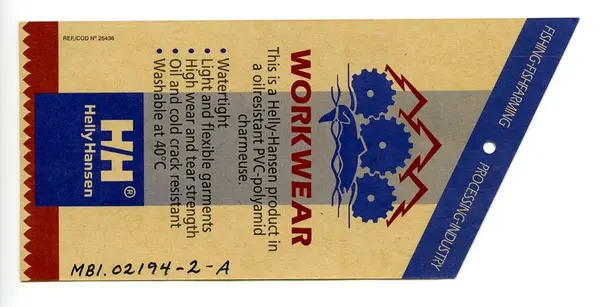 REF./COD Nº 25436
FISHING-FISHFARMING
PROCESSING-INDUSTRY
WORKWEAR
This is a Helly-Hansen product in
a oilresistant PVC-polyamid
charmeuse.
• Watertight
• Light and flexible garments
• High wear and tear strength
• Oil and cold crack resistant
• Washable at 40°C
H/H®
Helly Hansen
MBI.02194-2-A